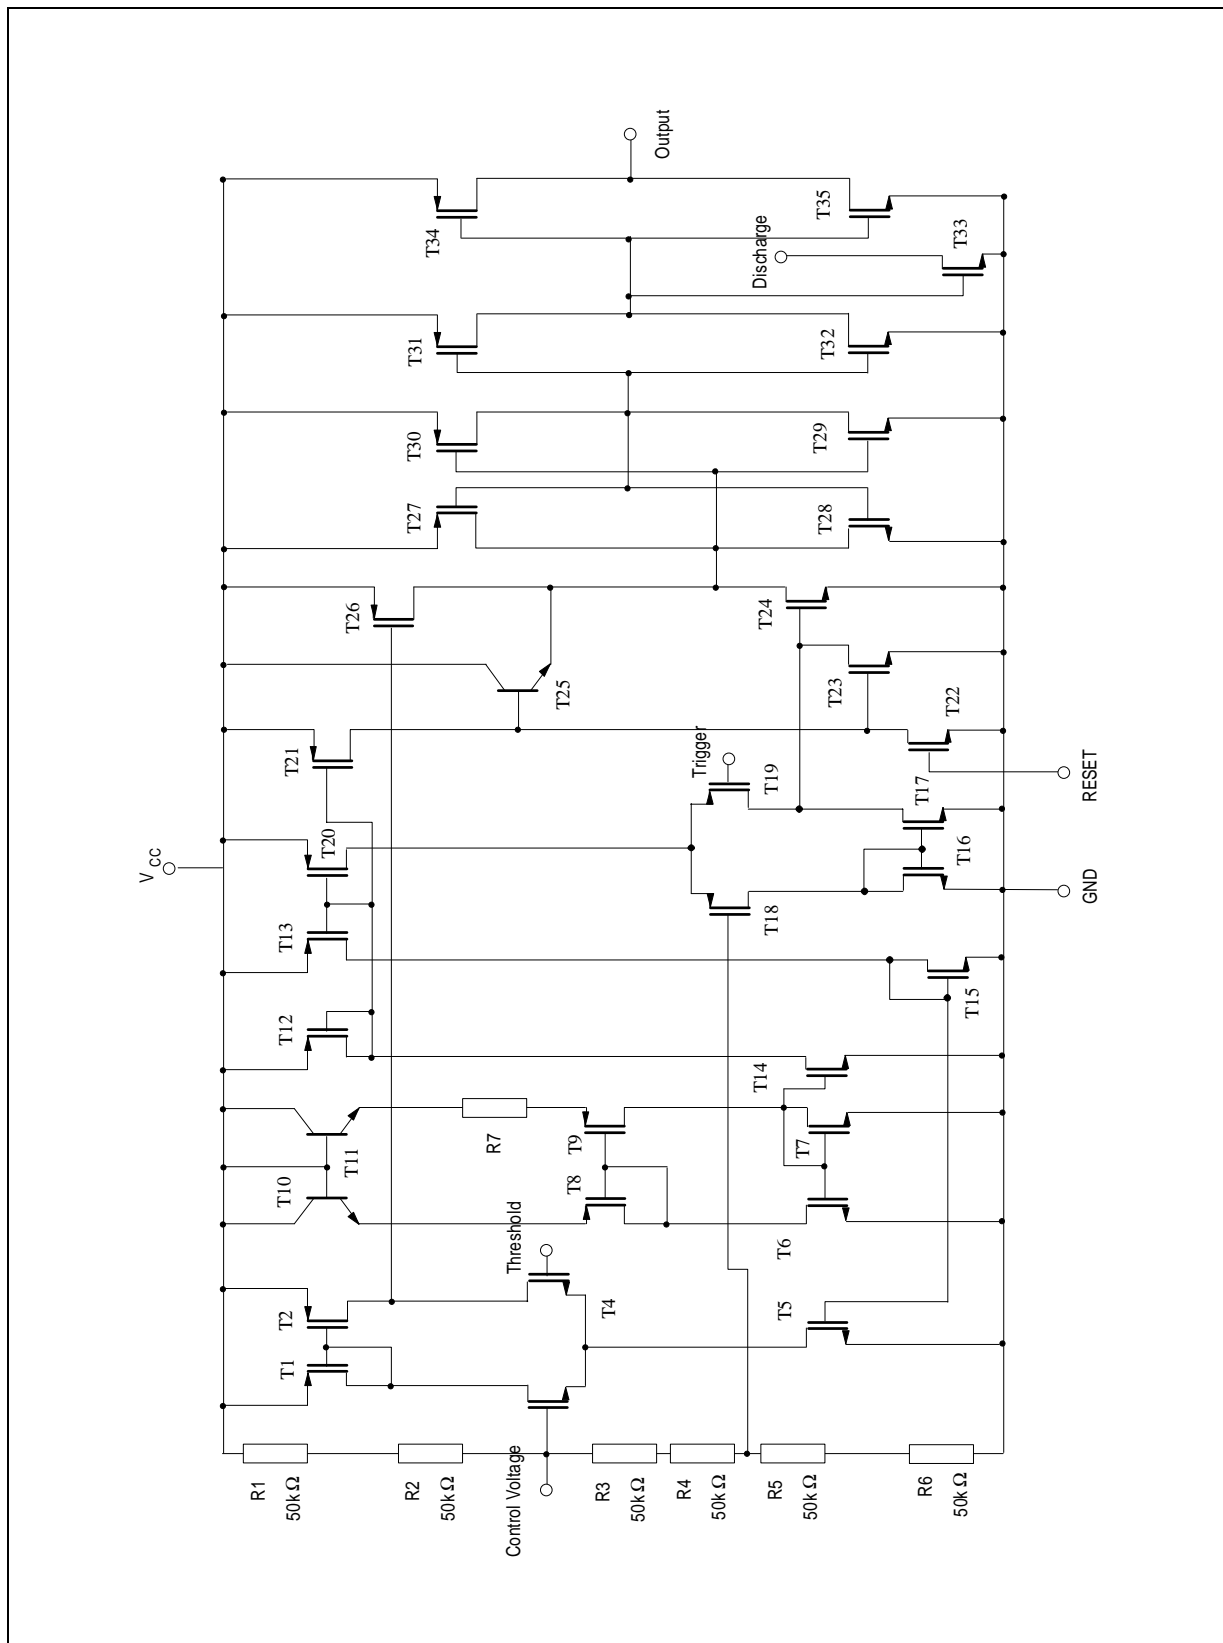 R1
50kΩ
R2
50kΩ
Control Voltage
R3
50kΩ
R4
50kΩ
R5
50kΩ
R6
50kΩ
T1
T2
Threshold
T4
T5
T10
T11
R7
T8
T9
T6
T7
T12
T14
T13
T15
VCC
T20
T18
T16
GND
T21
Trigger
T19
T17
RESET
T22
T25
T23
T26
T24
T27
T28
T30
T29
T31
T32
Discharge
T33
T34
T35
Output